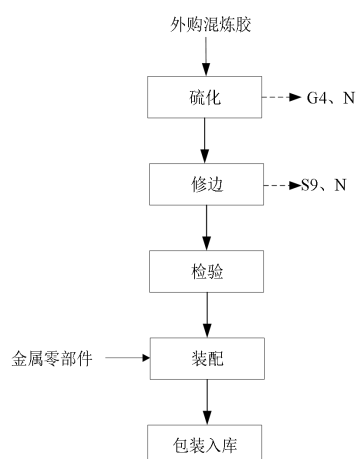 外购混炼胶
硫化
G4、N
修边
S9、N
检验
金属零部件
装配
包装入库